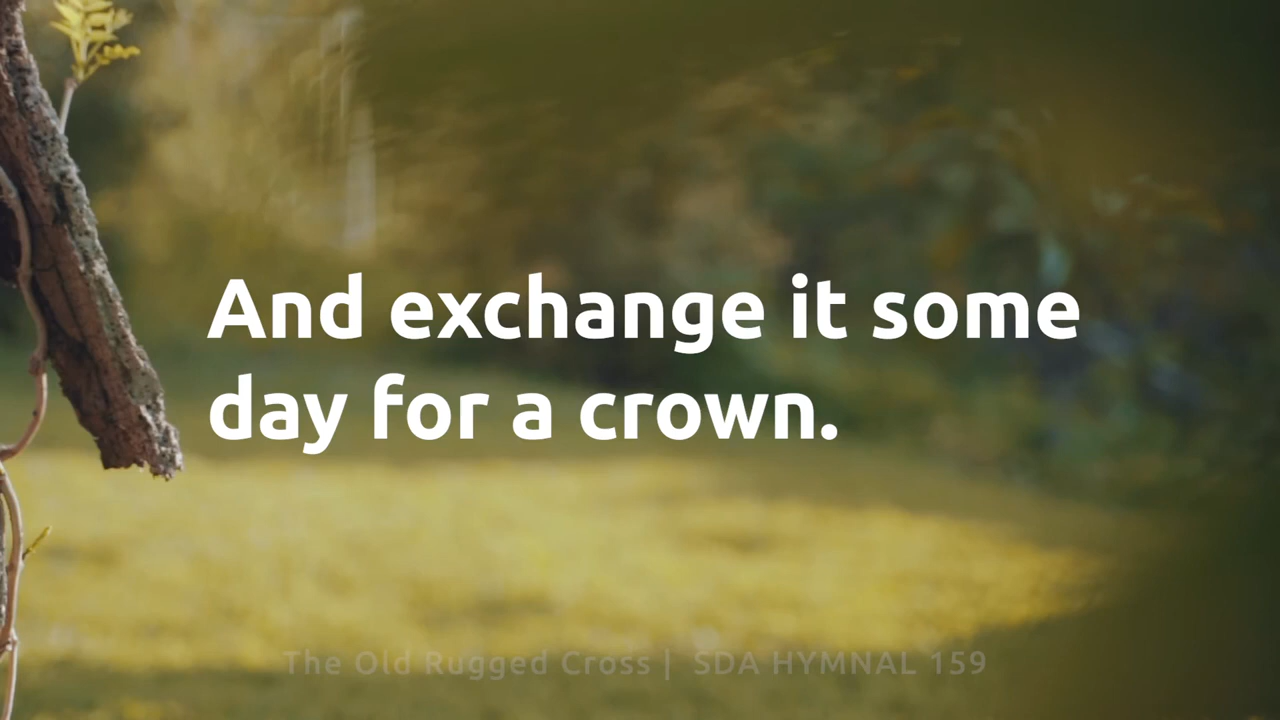 And exchange it some
day for a crown.
The Old Rugged Cross | SDA HYMNAL 159